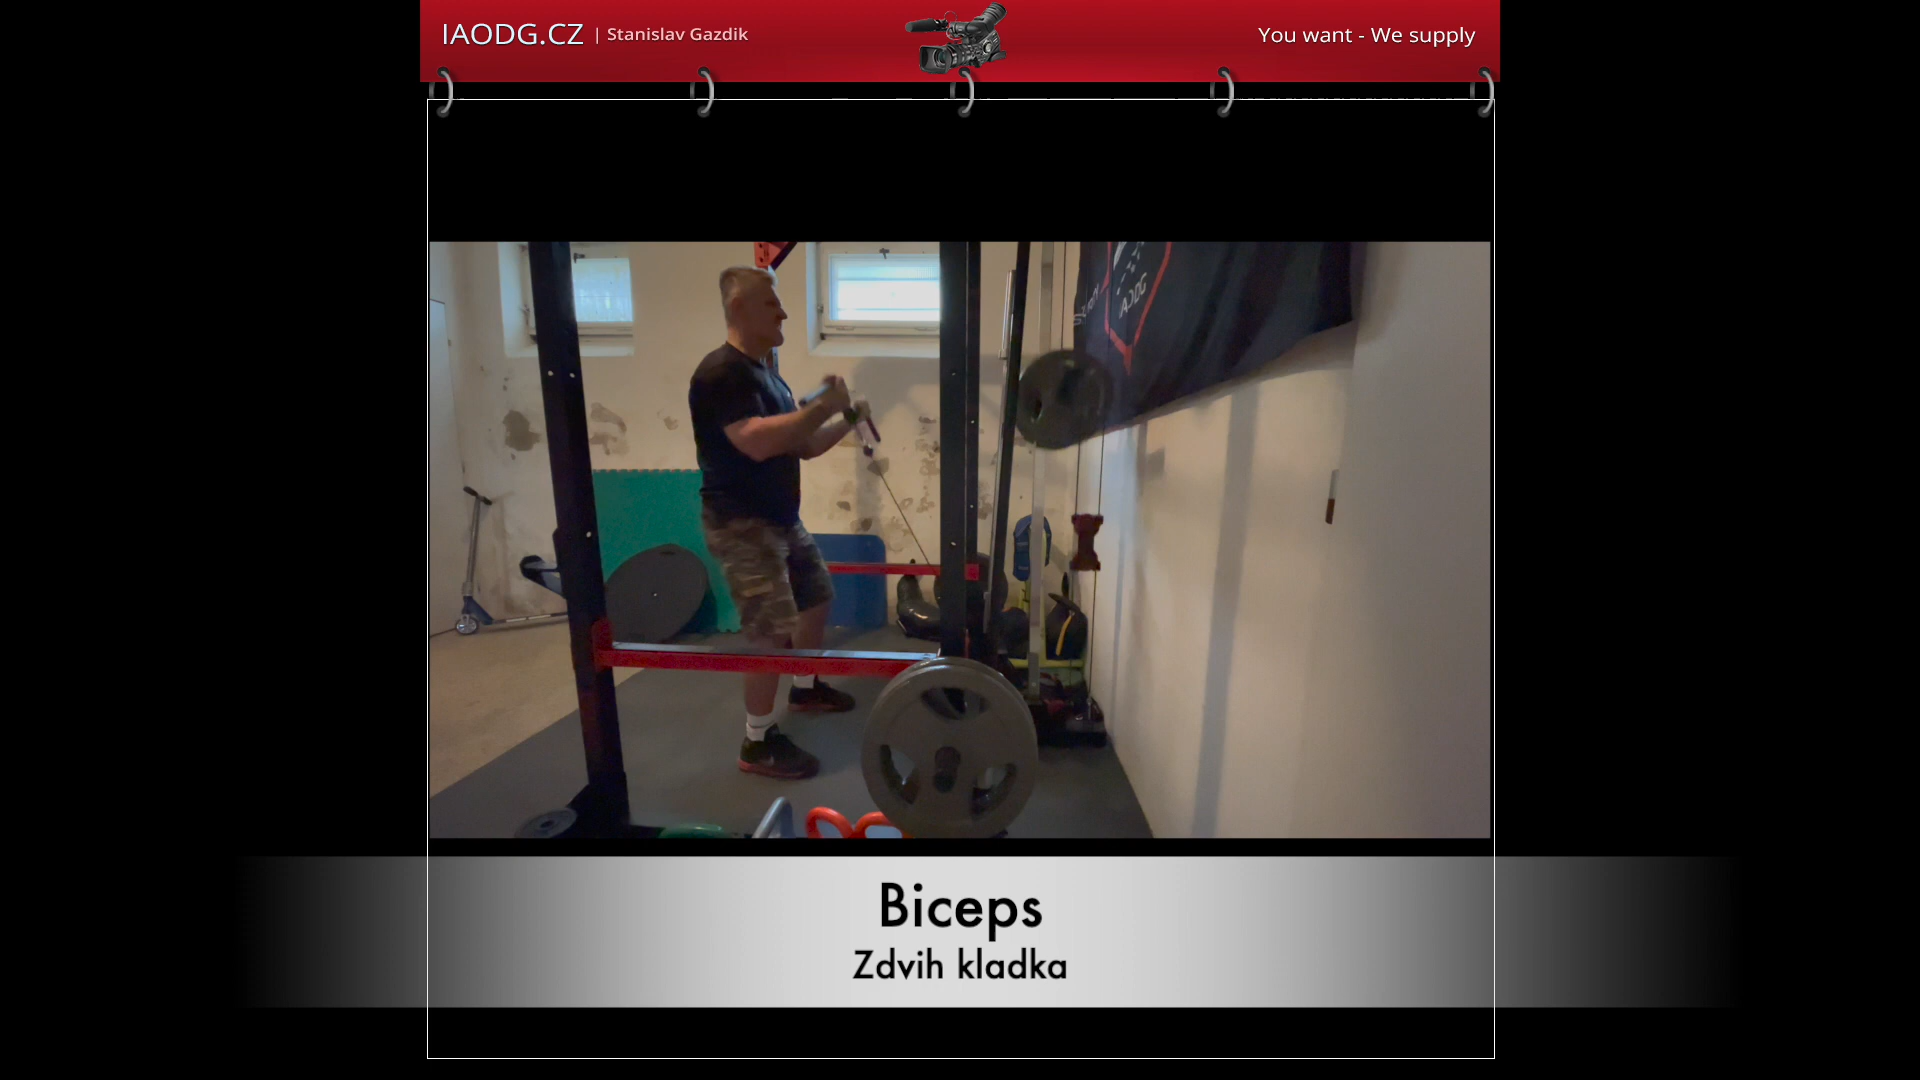 IAODG.CZ | Stanislav Gazdik
You want - We supply
Biceps
Zdvih kladka